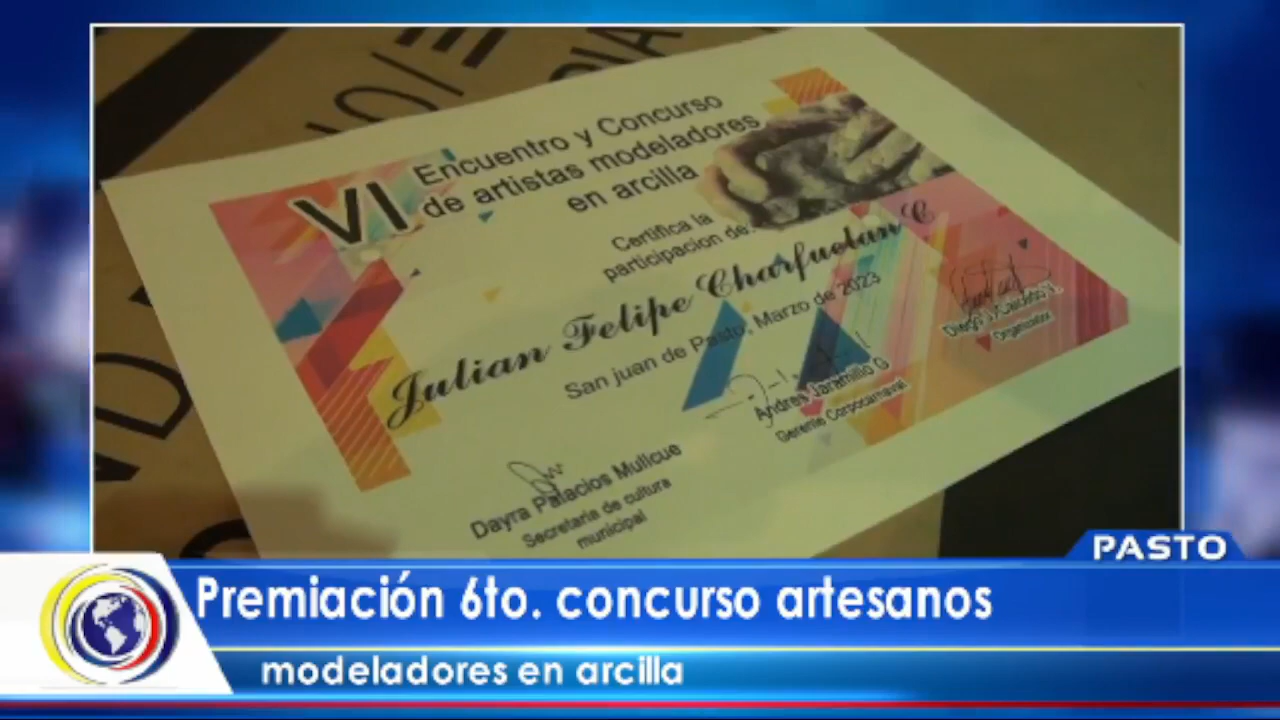 VI Encuentro y Concurso
de artistas modeladores
en arcilla
Certifica la
participacion de:
Julian Felipe Charfuelan C
San juan de Pasto, Marzo de 2023
Andres Jaramillo G
Gerente Corpocarnaval
Organizador
Dayra Palacios Mulicue
Secretaria de cultura
municipal
PASTO
Premiación 6to. concurso artesanos
modeladores en arcilla